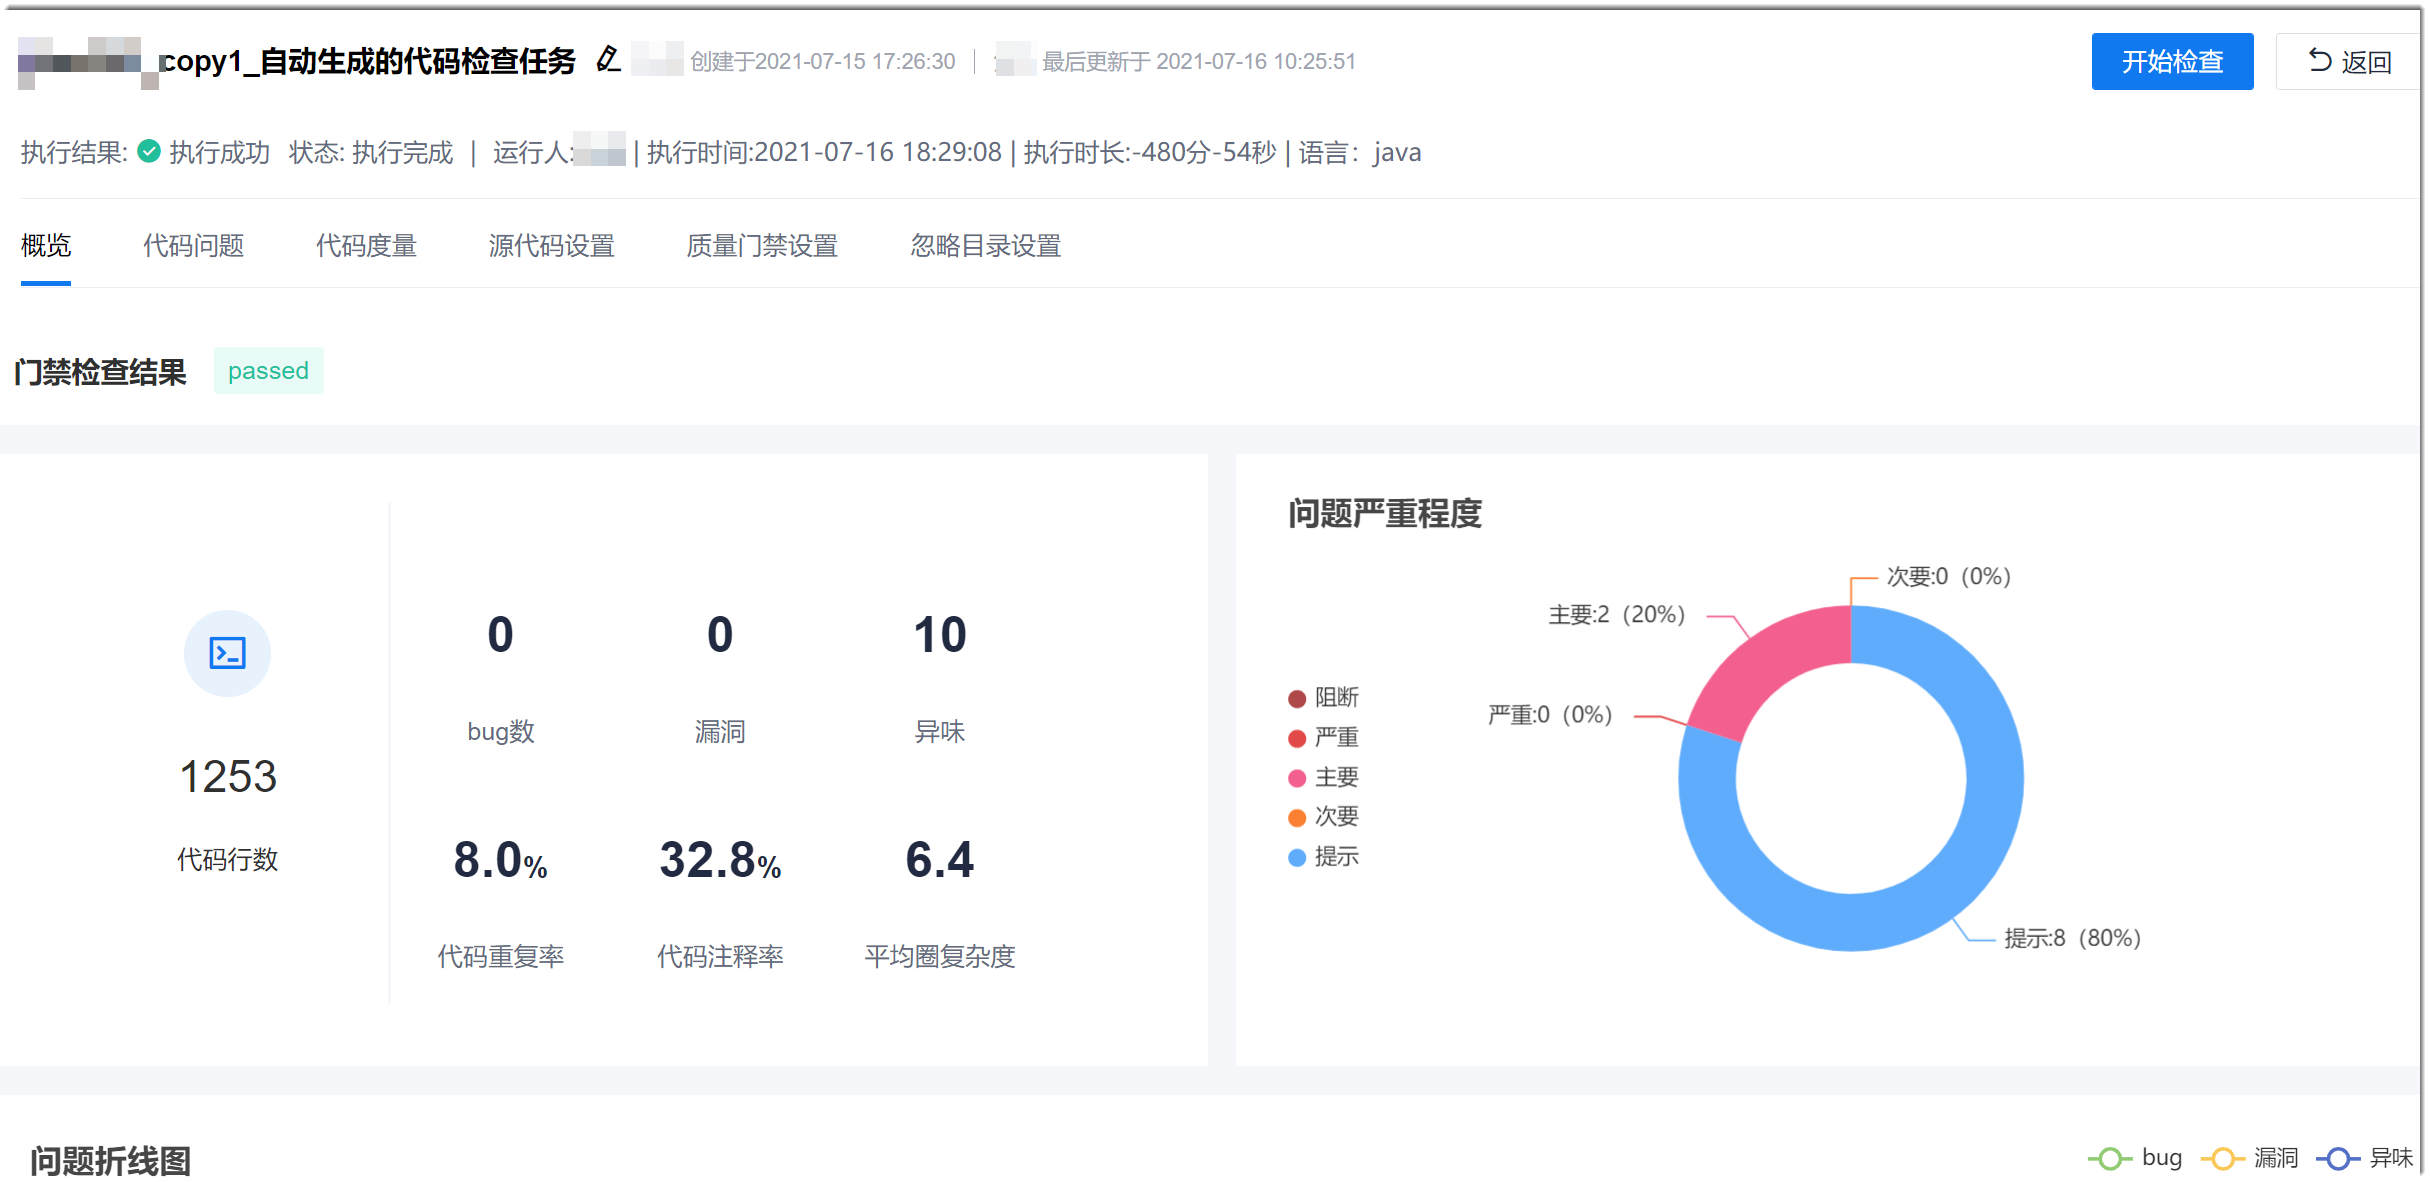 copy1_自动生成的代码检查任务 创建于2021-07-15 17:26:30 最后更新于 2021-07-16 10:25:51 开始检查 返回
执行结果: 执行成功 状态: 执行完成 | 运行人: | 执行时间:2021-07-16 18:29:08 | 执行时长:-480分-54秒 | 语言：java
概览 代码问题 代码度量 源代码设置 质量门禁设置 忽略目录设置
门禁检查结果 passed
1253
代码行数
0 0 10
bug数 漏洞 异味
8.0% 32.8% 6.4
代码重复率 代码注释率 平均圈复杂度
问题严重程度
阻断
严重
主要
次要
提示
次要:0（0%）
主要:2（20%）
严重:0（0%）
提示:8（80%）
问题折线图
bug 漏洞 异味